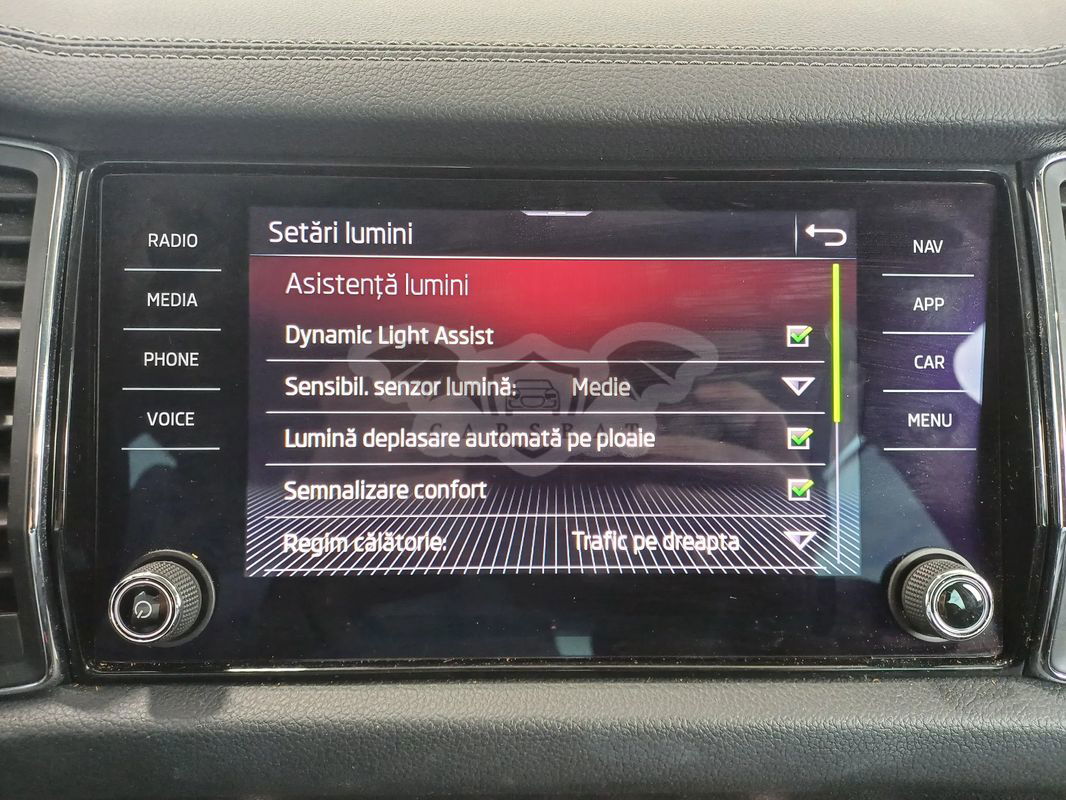 RADIO
MEDIA
PHONE
VOICE
Setări lumini
Asistență lumini
Dynamic Light Assist
Sensibil. senzor lumină: Medie
Lumină deplasare automată pe ploaie
Semnalizare confort
Regim călătorie: Trafic pe dreapta
NAV
APP
CAR
MENU
CARSBAT